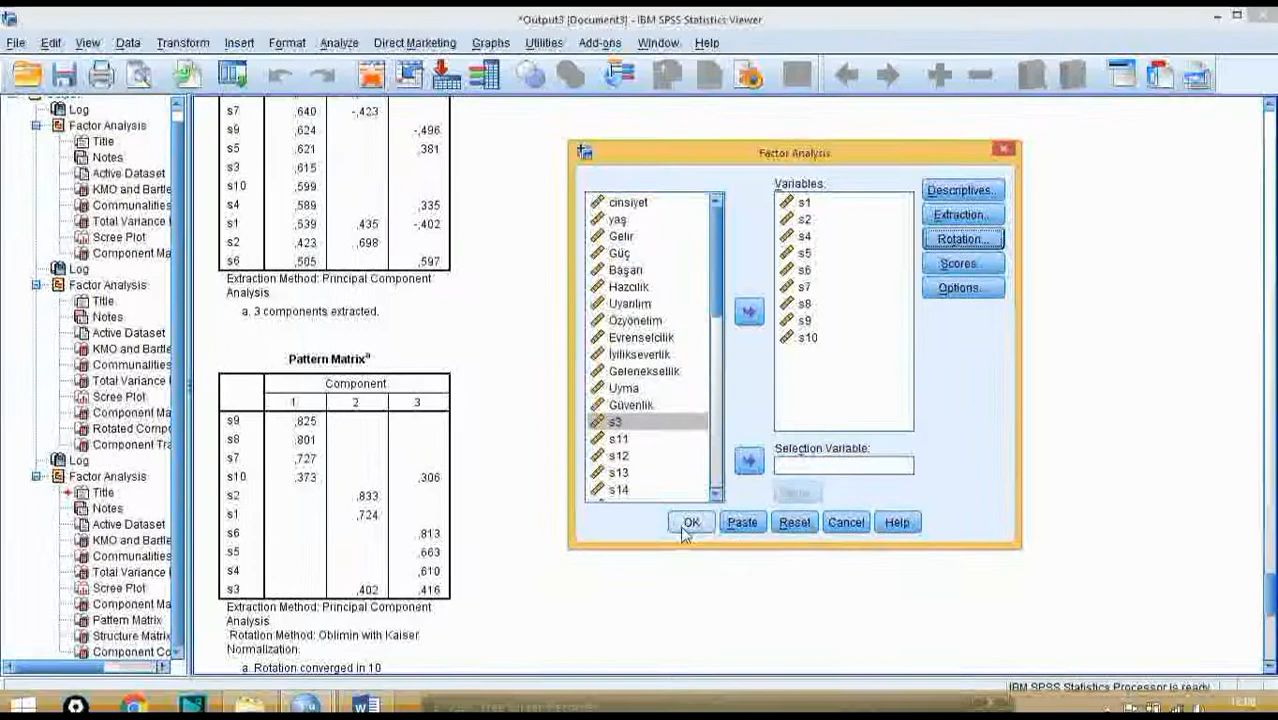 *Output3 [Document3] - IBM SPSS Statistics Viewer
File Edit View Data Transform Insert Format Analyze Direct Marketing Graphs Utilities Add-ons Window Help
Log
Factor Analysis
Title
Notes
Active Dataset
KMO and Bartle
Communalities
Total Variance
Scree Plot
Component Ma
Log
Factor Analysis
Title
Notes
Active Dataset
KMO and Bartle
Communalities
Total Variance
Scree Plot
Component Ma
Rotated Compo
Component Tra
Log
Factor Analysis
Title
Notes
Active Dataset
KMO and Bartle
Communalities
Total Variance
Scree Plot
Component Ma
Pattern Matrix
Structure Matrix
Component Co
s7 ,640 -,423
s9 ,624 -,496
s5 ,621 ,381
s3 ,615
s10 ,599
s4 ,589 ,335
s1 ,539 ,435 -,402
s2 ,423 ,698
s6 ,505 ,597
Extraction Method: Principal Component
Analysis
a. 3 components extracted.
Pattern Matrixa
Component
1 2 3
s9 ,825
s8 ,801
s7 ,727
s10 ,373 ,306
s2 ,833
s1 ,724
s6 ,813
s5 ,663
s4 ,610
s3 ,402 ,416
Extraction Method: Principal Component
Analysis
Rotation Method: Oblimin with Kaiser
Normalization.
a. Rotation converged in 10
Factor Analysis
cinsiyet
yaş
Gelir
Güç
Başarı
Hazcılık
Uyarılım
Özyönelim
Evrenselcilik
İyilikseverlik
Geleneksellik
Uyma
Güvenlik
s3
s11
s12
s13
s14
Variables:
s1
s2
s4
s5
s6
s7
s8
s9
s10
Selection Variable:
Descriptives...
Extraction...
Rotation...
Scores...
Options...
OK Paste Reset Cancel Help
IBM SPSS Statistics Processor is ready